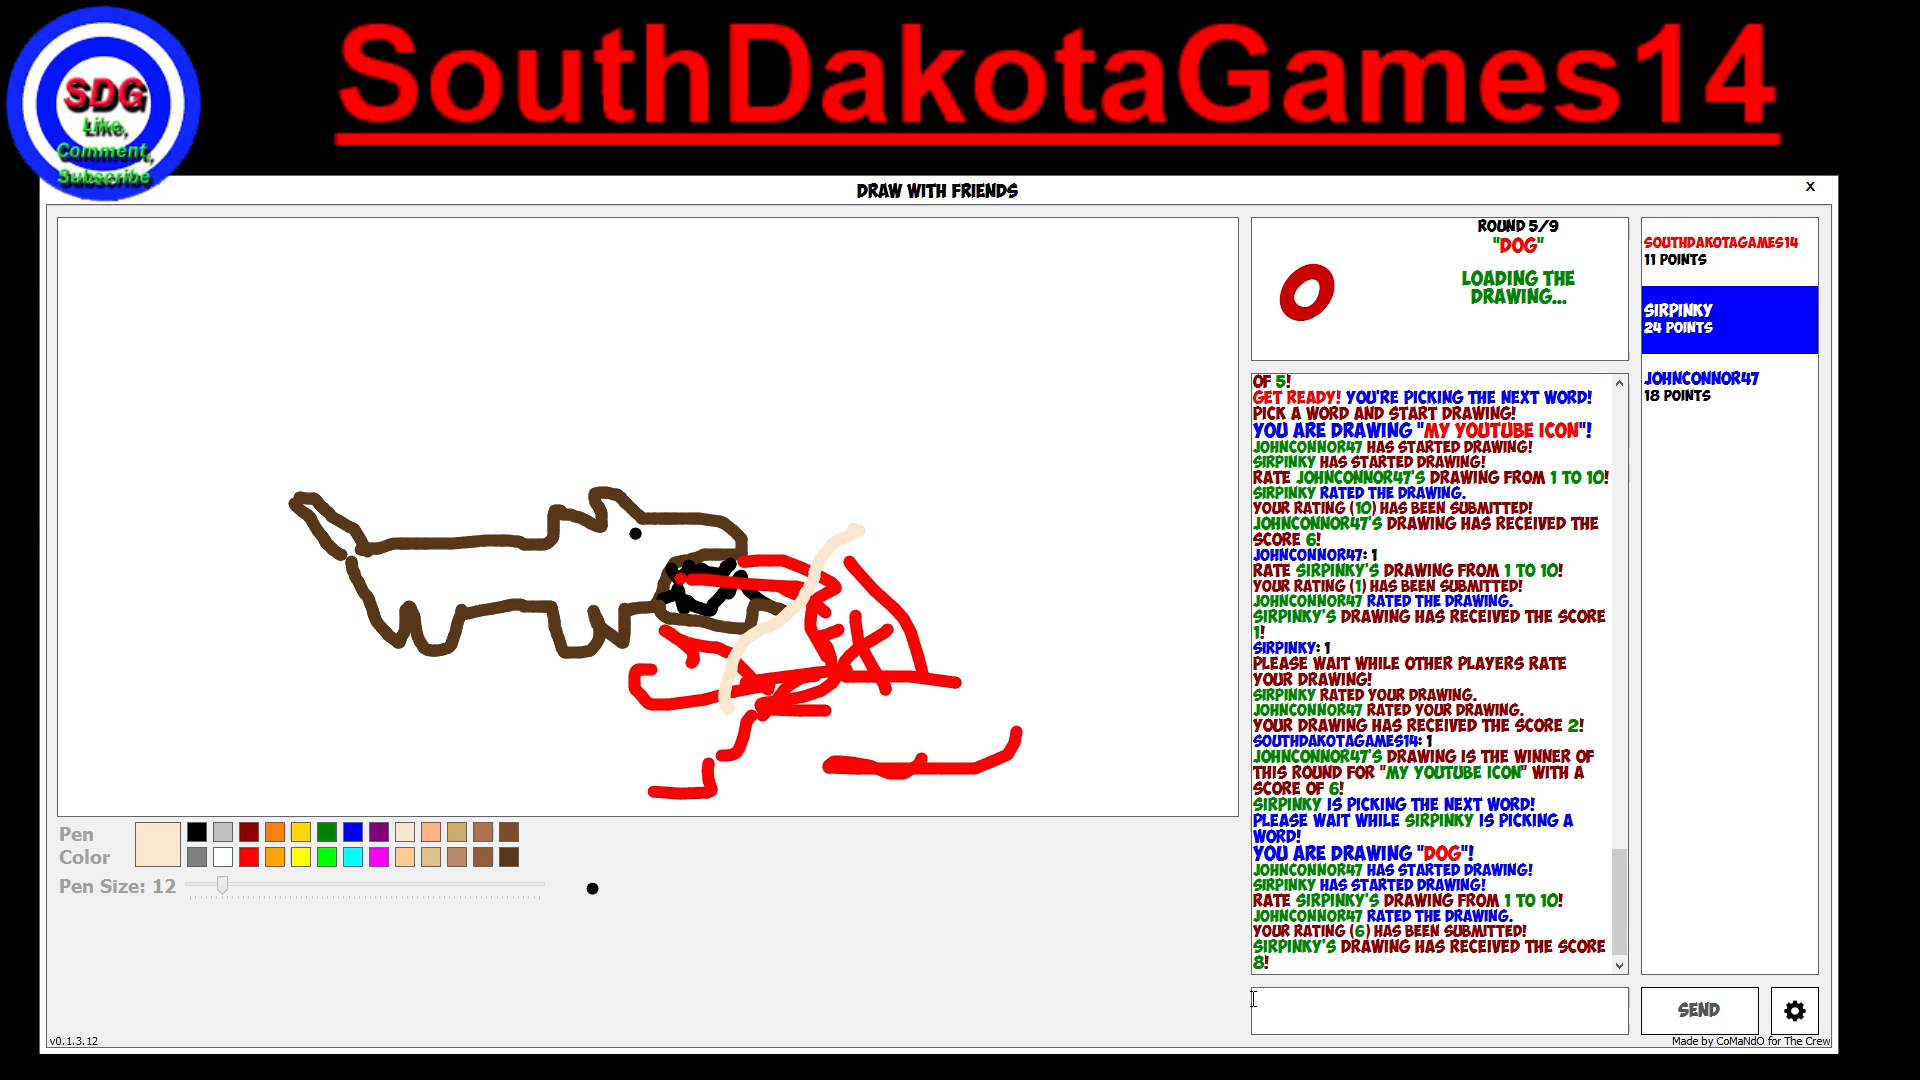 SouthDakotaGames14
SDG
Like,
Comment,
Subscribe
DRAW WITH FRIENDS
X
ROUND 5/9
"DOG"
LOADING THE
DRAWING...
0
SOUTHDAKOTAGAMES14
11 POINTS
SIRPINKY
24 POINTS
JOHNCONNOR47
18 POINTS
OF 5!
GET READY! YOU'RE PICKING THE NEXT WORD!
PICK A WORD AND START DRAWING!
YOU ARE DRAWING "MY YOUTUBE ICON"!
JOHNCONNOR47 HAS STARTED DRAWING!
SIRPINKY HAS STARTED DRAWING!
RATE JOHNCONNOR47'S DRAWING FROM 1 TO 10!
SIRPINKY RATED THE DRAWING.
YOUR RATING (10) HAS BEEN SUBMITTED!
JOHNCONNOR47'S DRAWING HAS RECEIVED THE
SCORE 6!
JOHNCONNOR47: 1
RATE SIRPINKY'S DRAWING FROM 1 TO 10!
YOUR RATING (1) HAS BEEN SUBMITTED!
JOHNCONNOR47 RATED THE DRAWING.
SIRPINKY'S DRAWING HAS RECEIVED THE SCORE
1!
SIRPINKY: 1
PLEASE WAIT WHILE OTHER PLAYERS RATE
YOUR DRAWING!
SIRPINKY RATED YOUR DRAWING.
JOHNCONNOR47 RATED YOUR DRAWING.
YOUR DRAWING HAS RECEIVED THE SCORE 2!
SOUTHDAKOTAGAMES14: 1
JOHNCONNOR47'S DRAWING IS THE WINNER OF
THIS ROUND FOR "MY YOUTUBE ICON" WITH A
SCORE OF 6!
SIRPINKY IS PICKING THE NEXT WORD!
PLEASE WAIT WHILE SIRPINKY IS PICKING A
WORD!
YOU ARE DRAWING "DOG"!
JOHNCONNOR47 HAS STARTED DRAWING!
SIRPINKY HAS STARTED DRAWING!
RATE SIRPINKY'S DRAWING FROM 1 TO 10!
JOHNCONNOR47 RATED THE DRAWING.
YOUR RATING (6) HAS BEEN SUBMITTED!
SIRPINKY'S DRAWING HAS RECEIVED THE SCORE
8!
Pen
Color
Pen Size: 12
SEND
v0.1.3.12
Made by CoMaNdO for The Crew